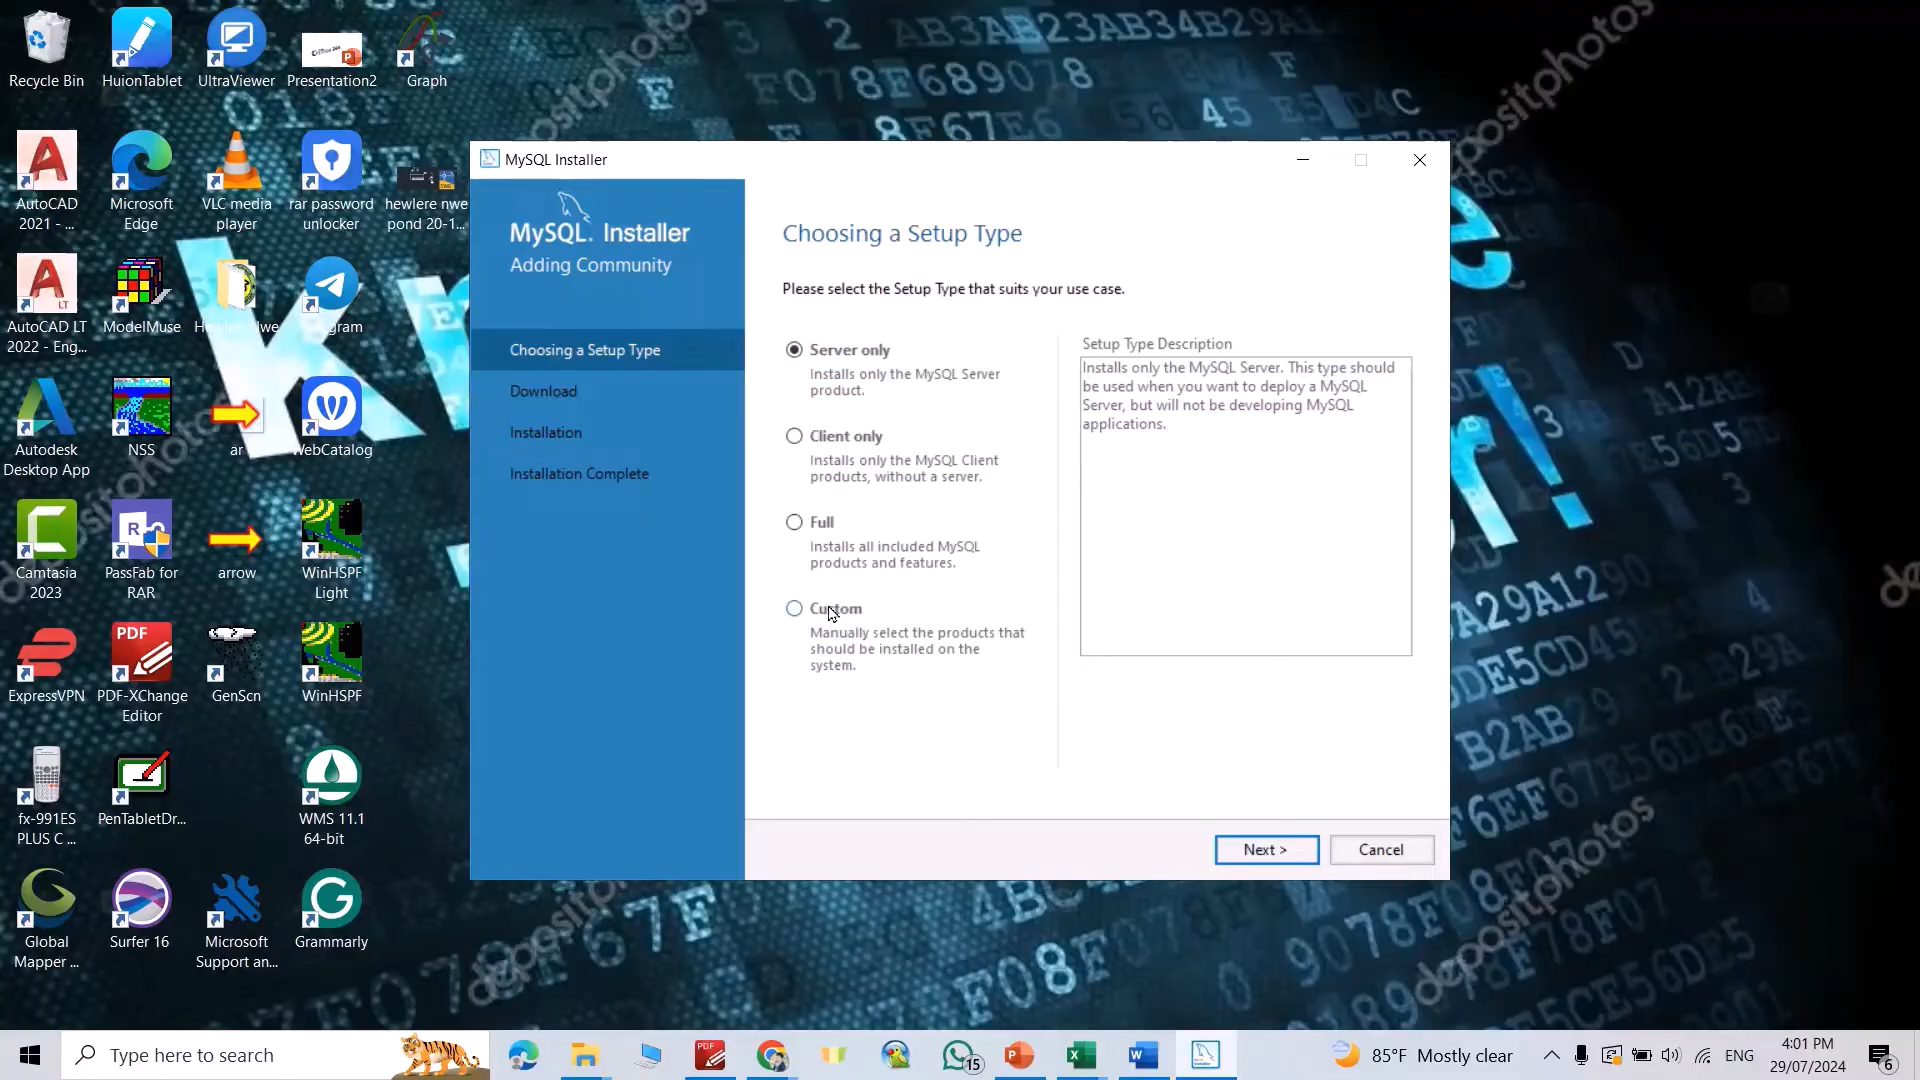 Recycle Bin
HuionTablet
UltraViewer
Presentation2
Graph
AutoCAD
2021 - ...
Microsoft
Edge
VLC media
player
rar password
unlocker
hewlere nwe
pond 20-1...
AutoCAD LT
2022 - Eng...
ModelMuse
Autodesk
Desktop App
NSS
ar
WebCatalog
Camtasia
2023
PassFab for
RAR
arrow
WinHSPF
Light
ExpressVPN
PDF-XChange
Editor
GenScn
WinHSPF
fx-991ES
PLUS C ...
PenTabletDr...
WMS 11.1
64-bit
Global
Mapper ...
Surfer 16
Microsoft
Support an...
Grammarly
MySQL Installer
MySQL. Installer
Adding Community
Choosing a Setup Type
Download
Installation
Installation Complete
Choosing a Setup Type
Please select the Setup Type that suits your use case.
Server only
Installs only the MySQL Server
product.
Client only
Installs only the MySQL Client
products, without a server.
Full
Installs all included MySQL
products and features.
Custom
Manually select the products that
should be installed on the
system.
Setup Type Description
Installs only the MySQL Server. This type should
be used when you want to deploy a MySQL
Server, but will not be developing MySQL
applications.
Next >
Cancel
Type here to search
15
85°F Mostly clear
ENG
4:01 PM
29/07/2024
6